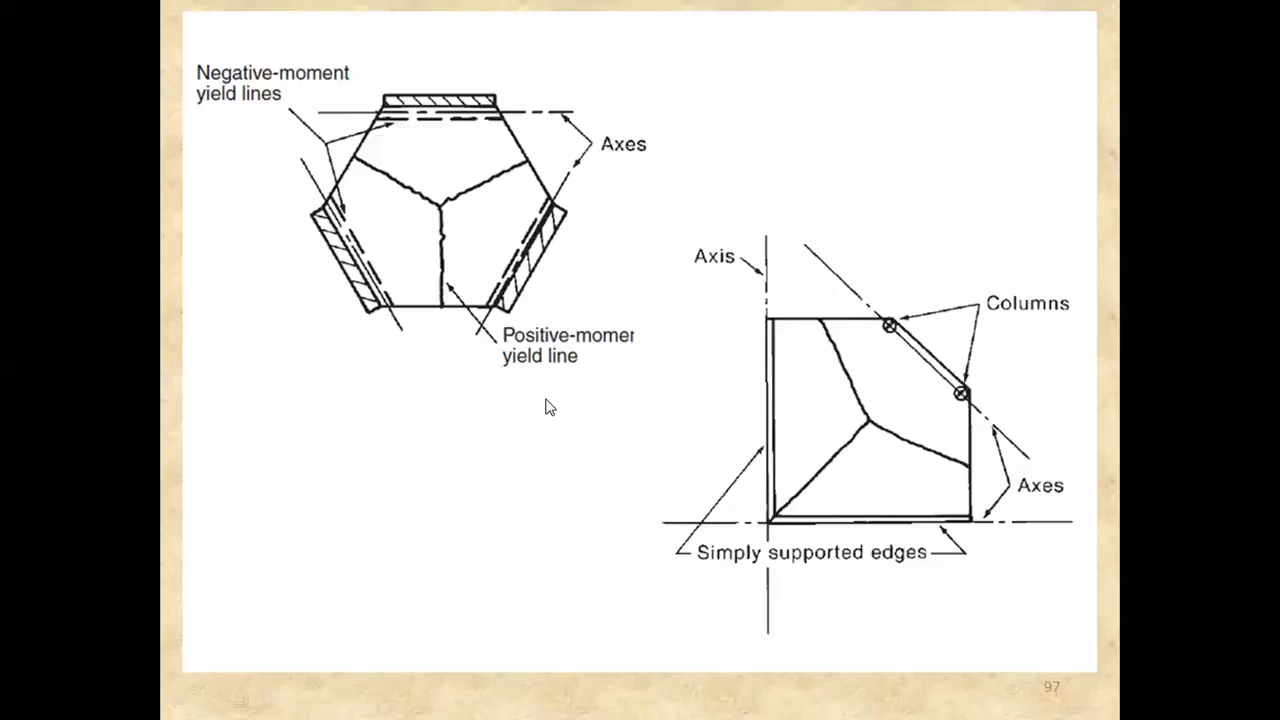 Negative-moment
yield lines
Axes
Positive-momer
yield line
Axis
Columns
Axes
Simply supported edges
97